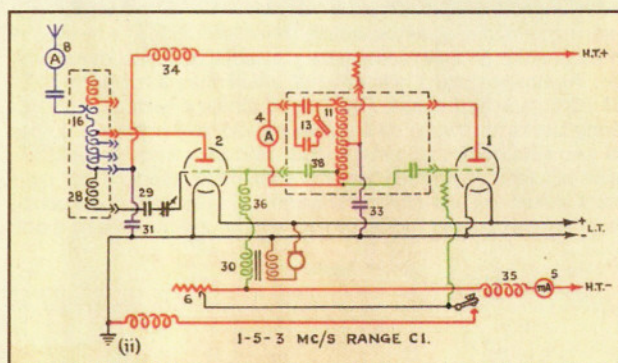 8
A
H.T.+
34
4
A
13
11
1
16
2
38
28
29
36
33
31
+
L.T.
-
30
35
5
mA
H.T.-
6
(ii)
1-5-3 MC/S RANGE C1.